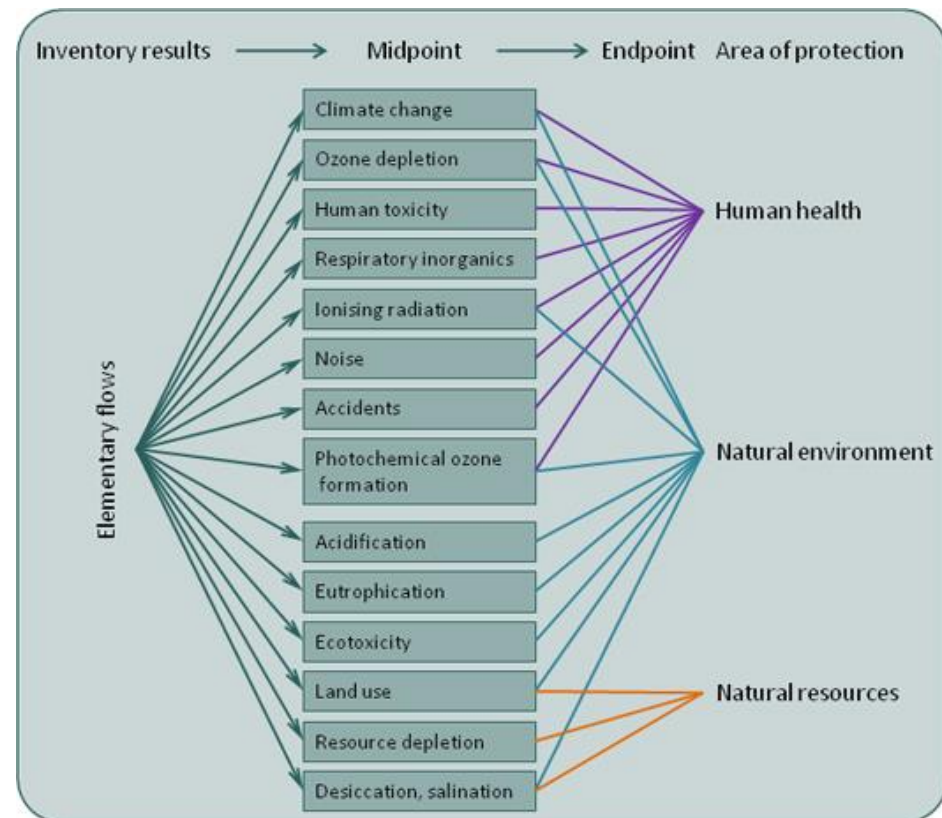 Inventory results
Midpoint
Endpoint
Area of protection
Climate change
Ozone depletion
Human toxicity
Respiratory inorganics
Ionising radiation
Noise
Accidents
Photochemical ozone
formation
Acidification
Eutrophication
Ecotoxicity
Land use
Resource depletion
Desiccation, salination
Elementary flows
Human health
Natural environment
Natural resources